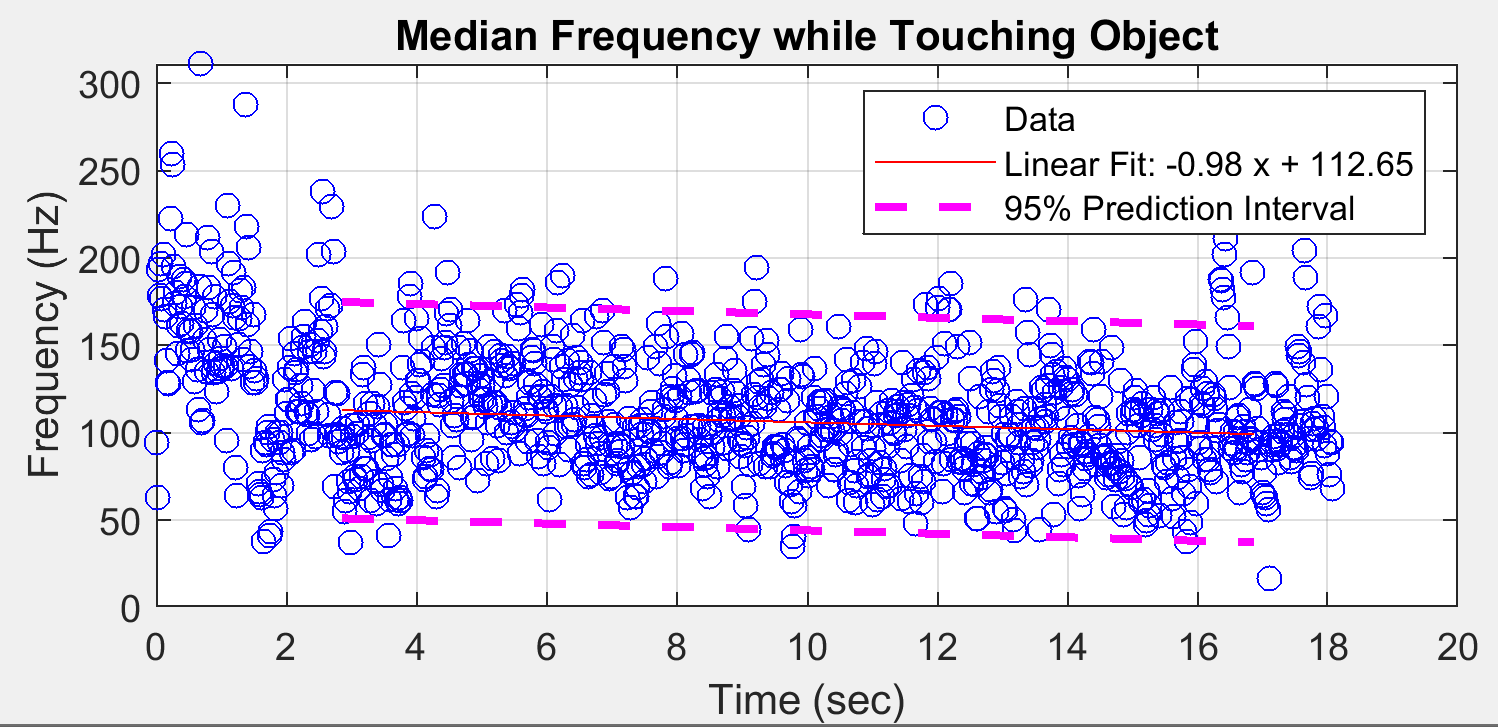 Median Frequency while Touching Object
Data
Linear Fit: -0.98 x + 112.65
95% Prediction Interval
Frequency (Hz)
300
250
200
150
100
50
0
0 2 4 6 8 10 12 14 16 18 20
Time (sec)